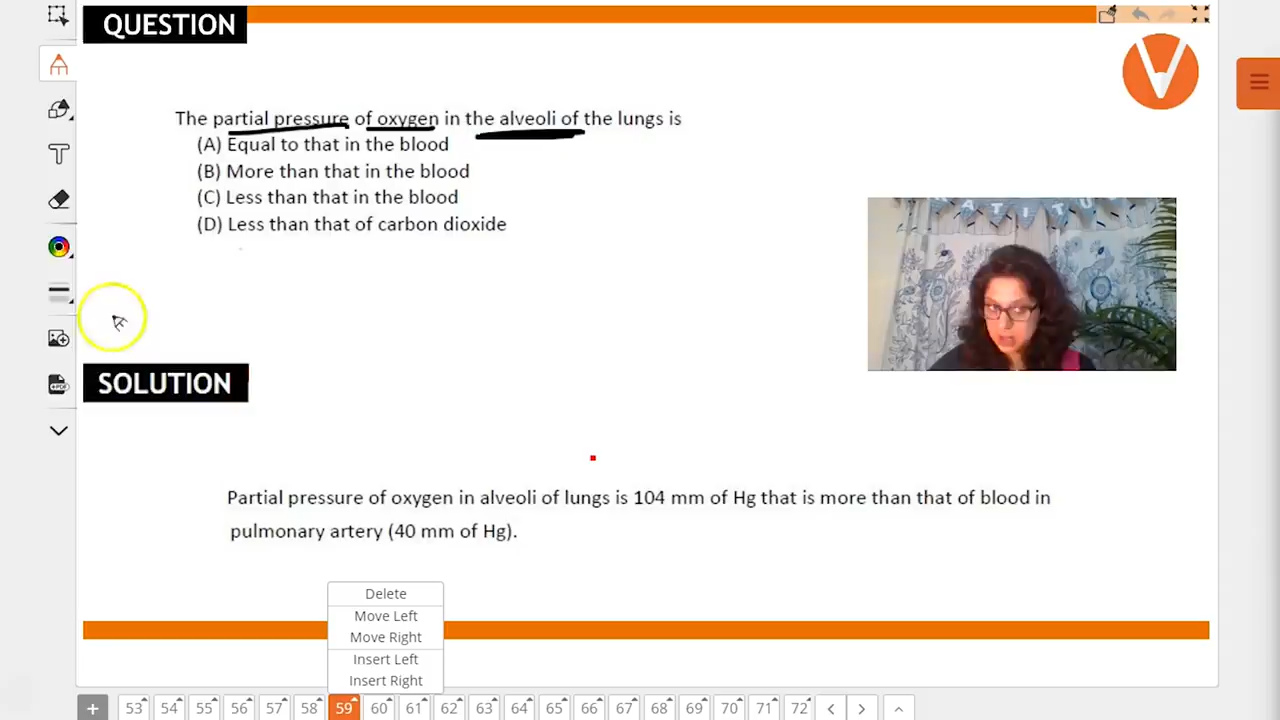 QUESTION
The partial pressure of oxygen in the alveoli of the lungs is
(A) Equal to that in the blood
(B) More than that in the blood
(C) Less than that in the blood
(D) Less than that of carbon dioxide
SOLUTION
Partial pressure of oxygen in alveoli of lungs is 104 mm of Hg that is more than that of blood in
pulmonary artery (40 mm of Hg).
Delete
Move Left
Move Right
Insert Left
Insert Right
+ 53 54 55 56 57 58 59 60 61 62 63 64 65 66 67 68 69 70 71 72